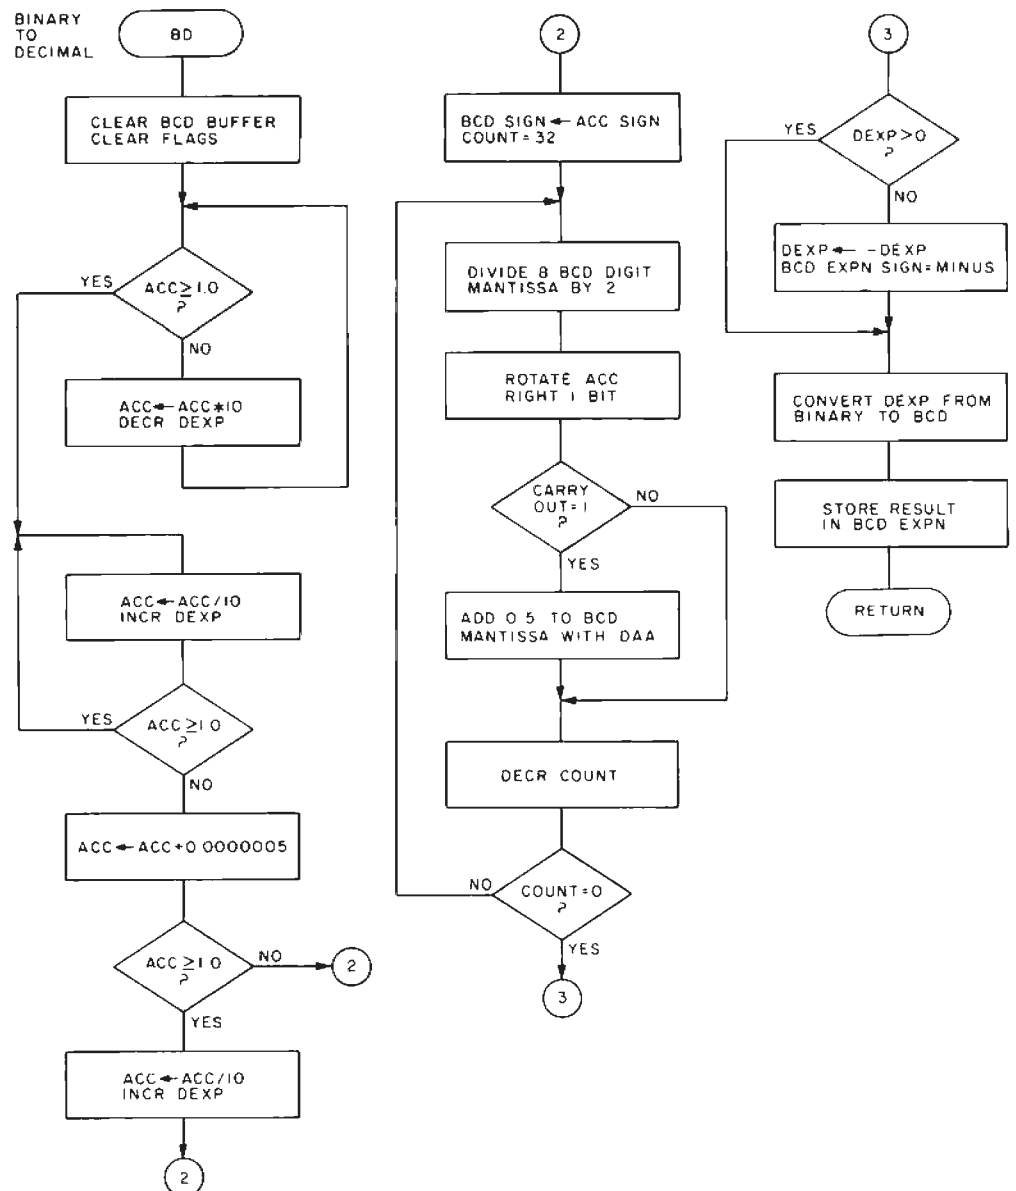 BINARY
TO
DECIMAL
BD
CLEAR BCD BUFFER
CLEAR FLAGS
YES
ACC≥1.0
?
NO
ACC←ACC*10
DECR DEXP
ACC←ACC/10
INCR DEXP
YES
ACC≥1.0
?
NO
ACC←ACC+0.0000005
ACC≥1.0
?
NO
2
YES
ACC←ACC/10
INCR DEXP
2
2
BCD SIGN←ACC SIGN
COUNT=32
DIVIDE 8 BCD DIGIT
MANTISSA BY 2
ROTATE ACC
RIGHT 1 BIT
CARRY
OUT=1
?
NO
YES
ADD 0.5 TO BCD
MANTISSA WITH DAA
DECR COUNT
NO
COUNT=0
?
YES
3
3
YES
DEXP>0
?
NO
DEXP←-DEXP
BCD EXPN SIGN=MINUS
CONVERT DEXP FROM
BINARY TO BCD
STORE RESULT
IN BCD EXPN
RETURN